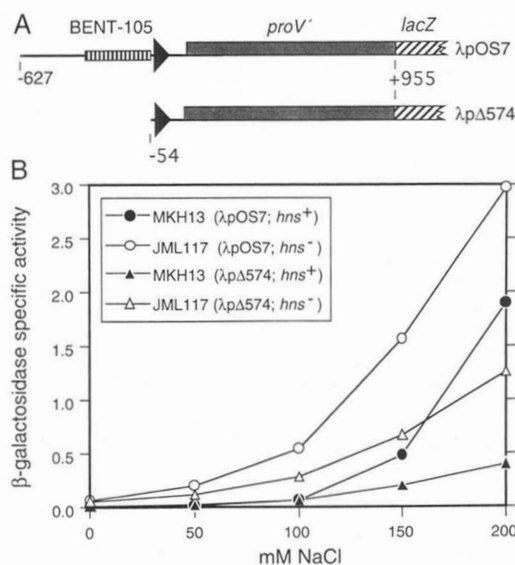 A
BENT-105
proV´
lacZ
λpOS7
-627
+955
λpΔ574
-54
B
β-galactosidase specific activity
3.0
2.5
2.0
1.5
1.0
0.5
0.0
MKH13 (λpOS7; hns+)
JML117 (λpOS7; hns-)
MKH13 (λpΔ574; hns+)
JML117 (λpΔ574; hns-)
0 50 100 150 200
mM NaCl